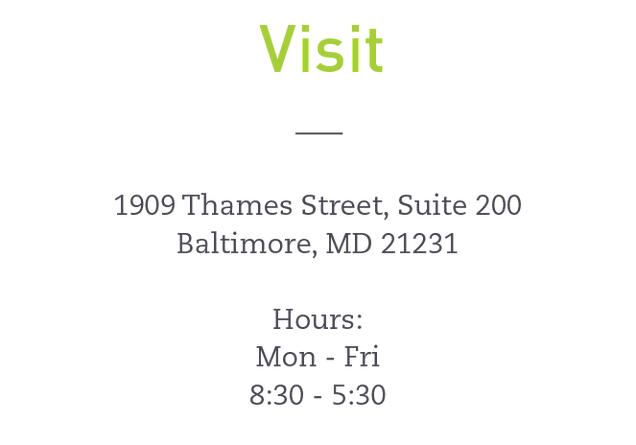 Visit
1909 Thames Street, Suite 200
Baltimore, MD 21231
Hours:
Mon - Fri
8:30 - 5:30